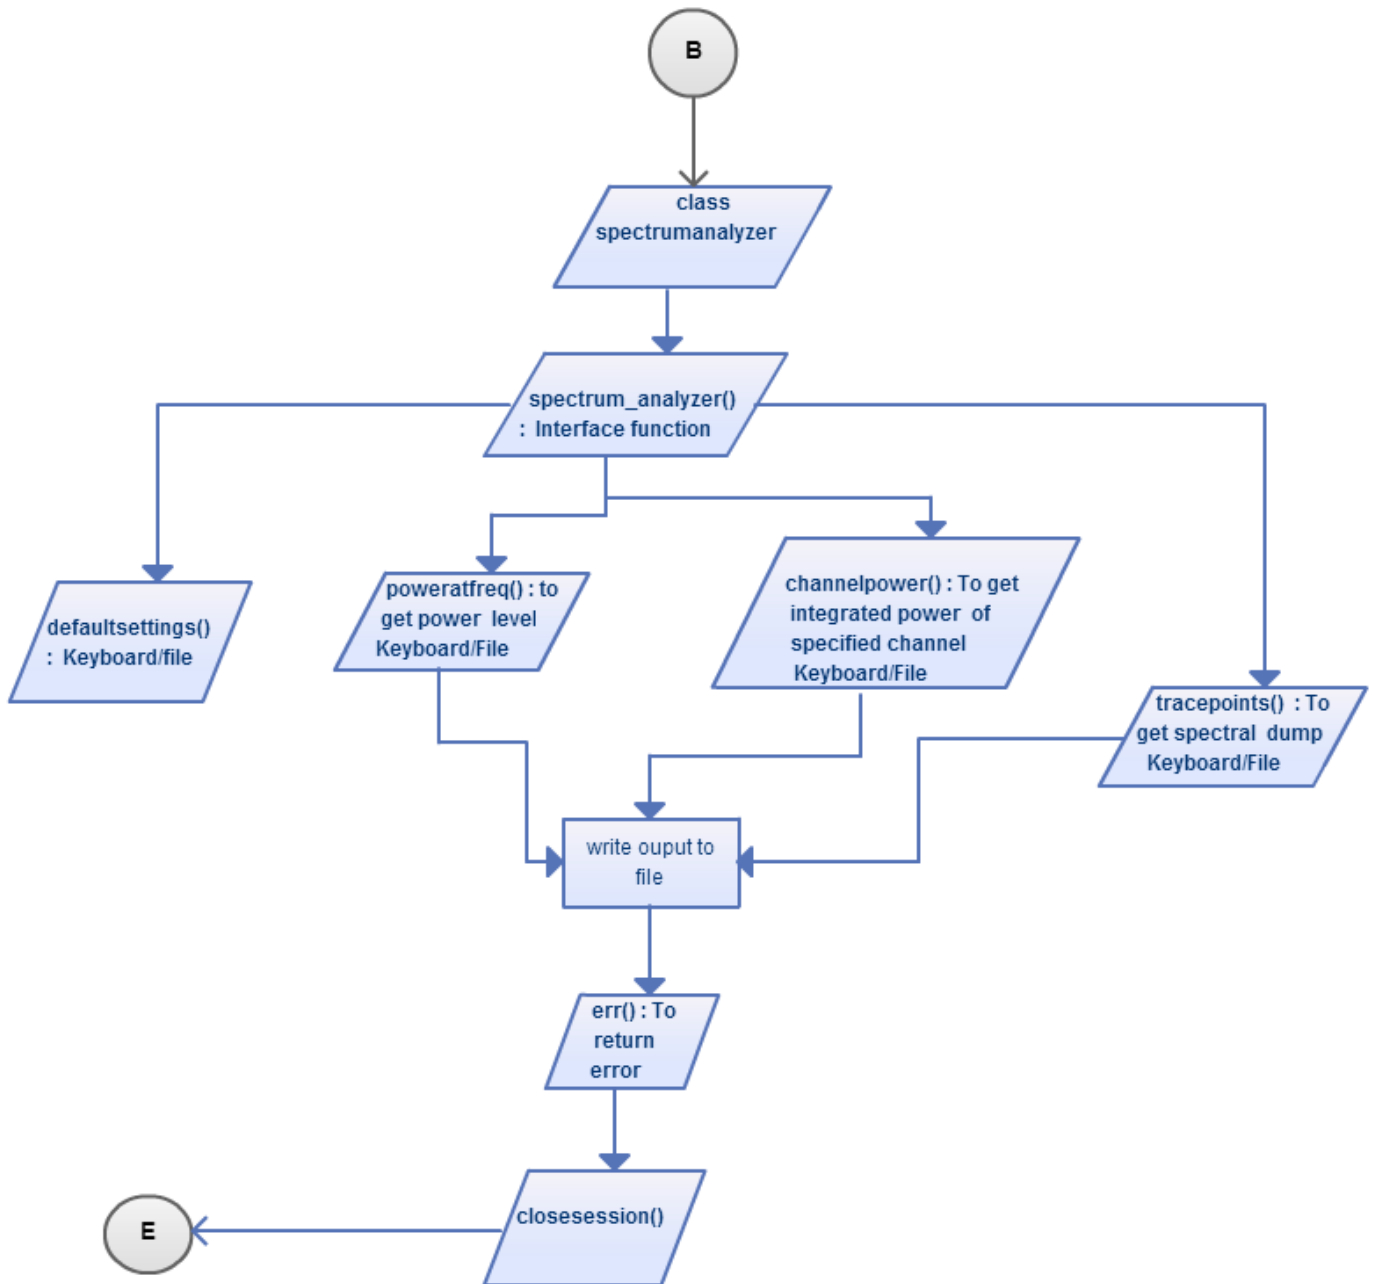 B
class
spectrumanalyzer
spectrum_analyzer()
: Interface function
defaultsettings()
: Keyboard/file
poweratfreq() : to
get power level
Keyboard/File
channelpower() : To get
integrated power of
specified channel
Keyboard/File
tracepoints() : To
get spectral dump
Keyboard/File
write ouput to
file
err() : To
return
error
closesession()
E